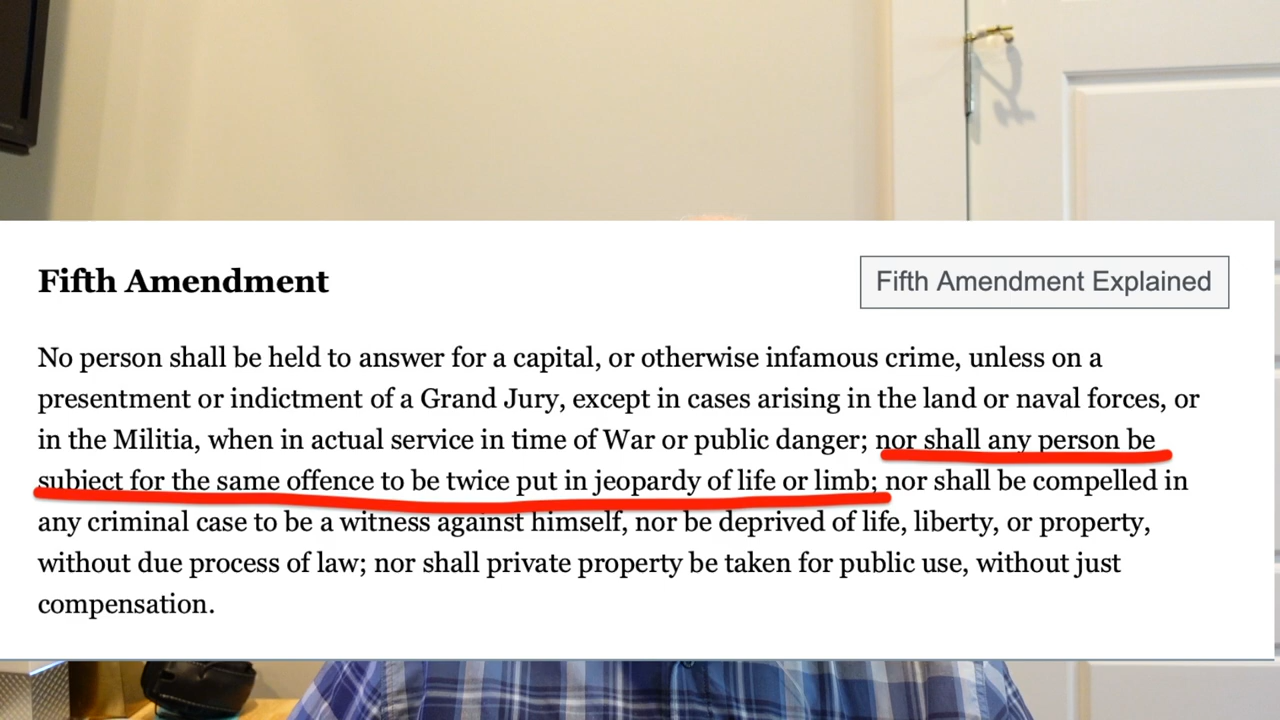 Fifth Amendment
Fifth Amendment Explained
No person shall be held to answer for a capital, or otherwise infamous crime, unless on a
presentment or indictment of a Grand Jury, except in cases arising in the land or naval forces, or
in the Militia, when in actual service in time of War or public danger; nor shall any person be
subject for the same offence to be twice put in jeopardy of life or limb; nor shall be compelled in
any criminal case to be a witness against himself, nor be deprived of life, liberty, or property,
without due process of law; nor shall private property be taken for public use, without just
compensation.